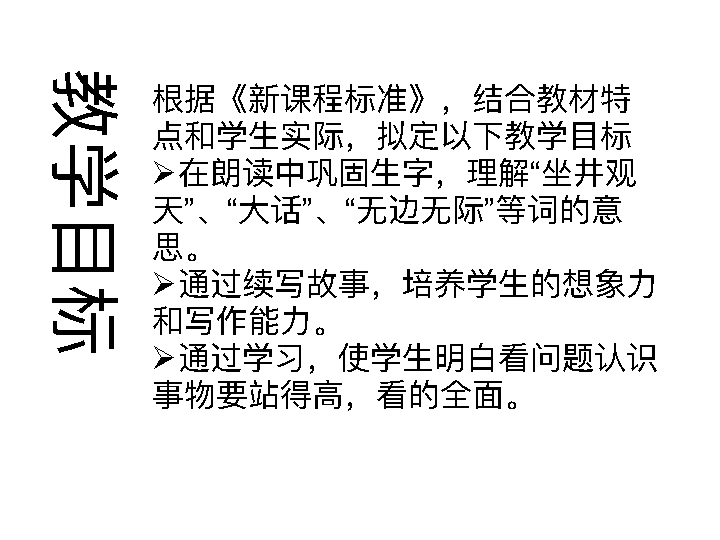 教学目标
根据《新课程标准》，结合教材特
点和学生实际，拟定以下教学目标
➢在朗读中巩固生字，理解“坐井观
天”、“大话”、“无边无际”等词的意
思。
➢通过续写故事，培养学生的想象力
和写作能力。
➢通过学习，使学生明白看问题认识
事物要站得高，看的全面。